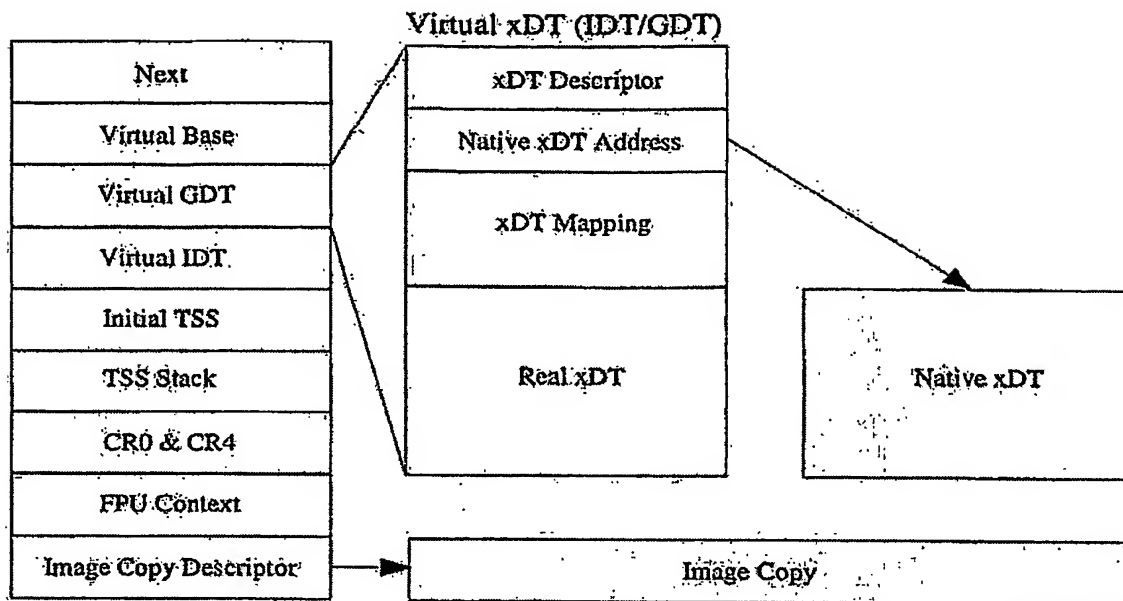 Virtual xDT (IDT/GDT)
Next
Virtual Base
Virtual GDT
Virtual IDT
Initial TSS
TSS Stack
CR0 & CR4
FPU Context
Image Copy Descriptor
xDT Descriptor
Native xDT Address
xDT Mapping
Real xDT
Native xDT
Image Copy